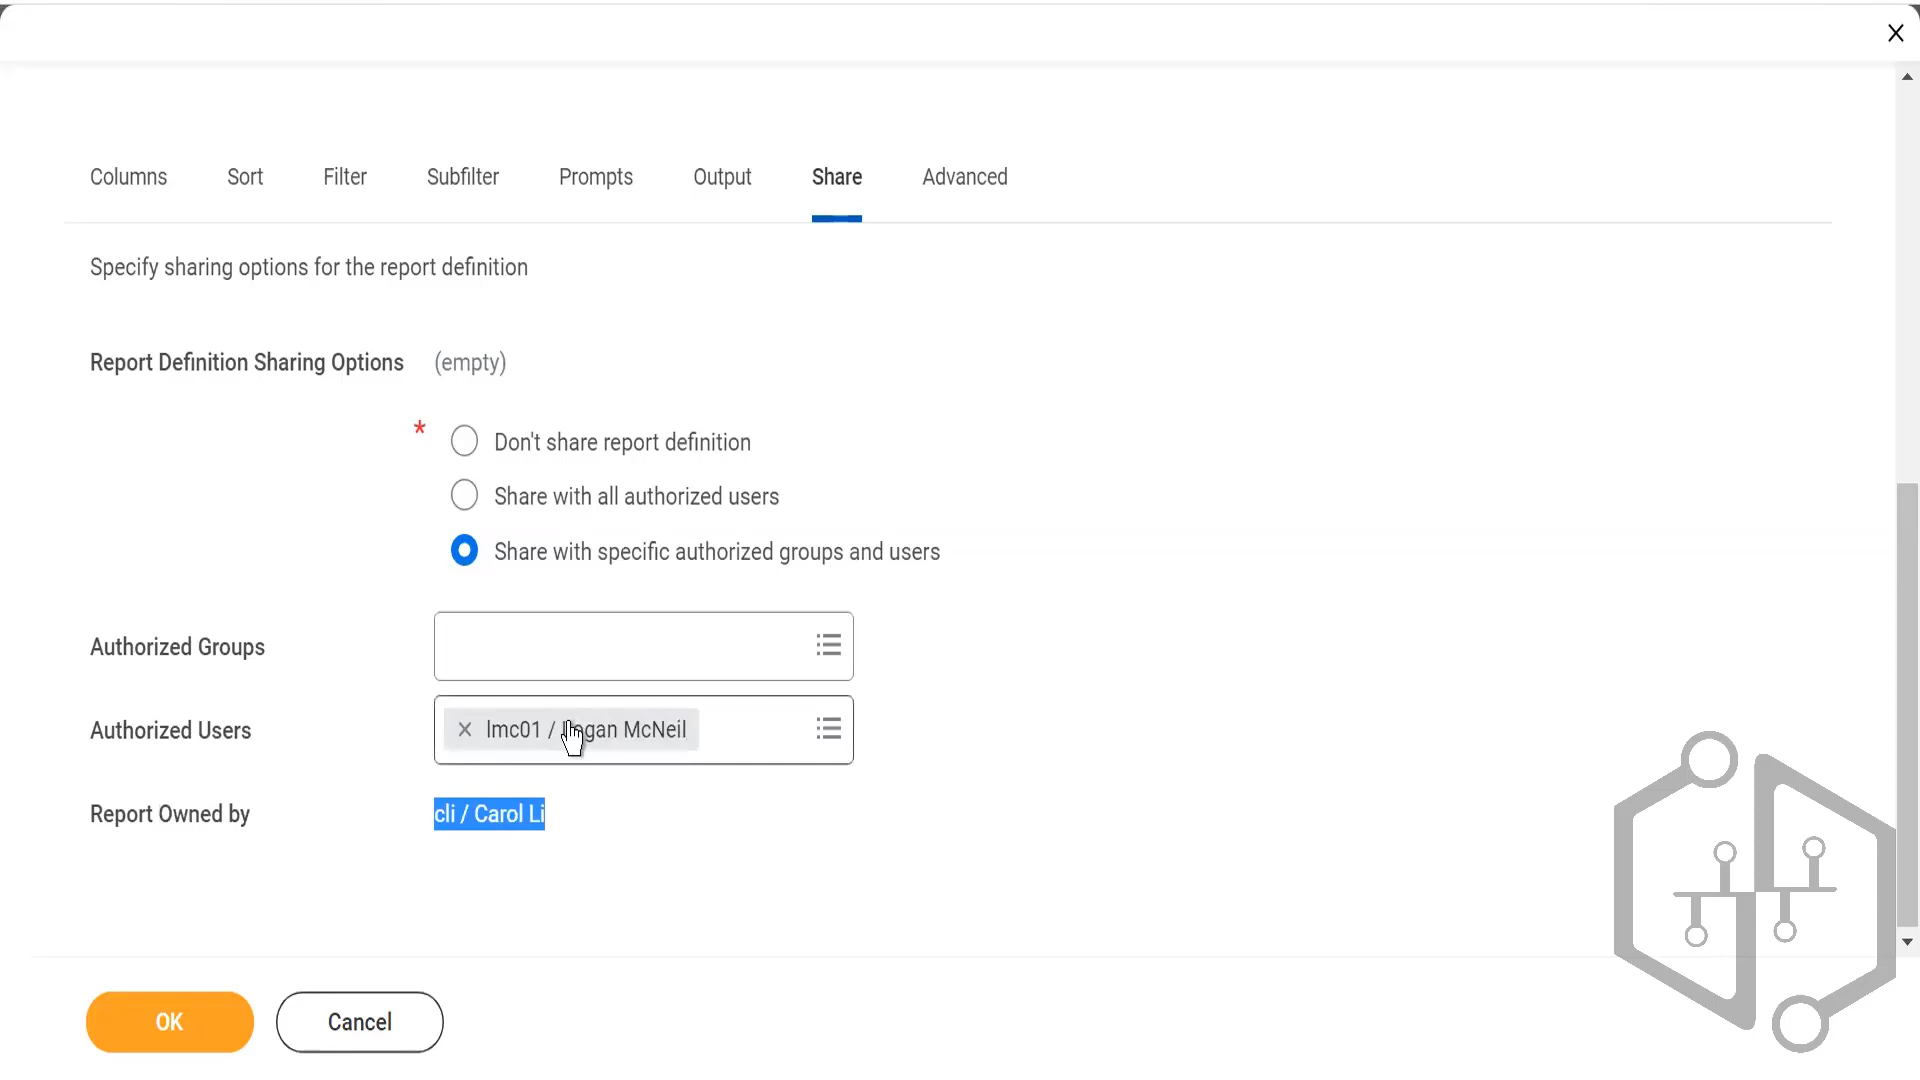 Columns Sort Filter Subfilter Prompts Output Share Advanced
Specify sharing options for the report definition
Report Definition Sharing Options (empty)
* Don't share report definition
Share with all authorized users
Share with specific authorized groups and users
Authorized Groups
Authorized Users lmc01 / Logan McNeil
Report Owned by cli / Carol Li
OK Cancel